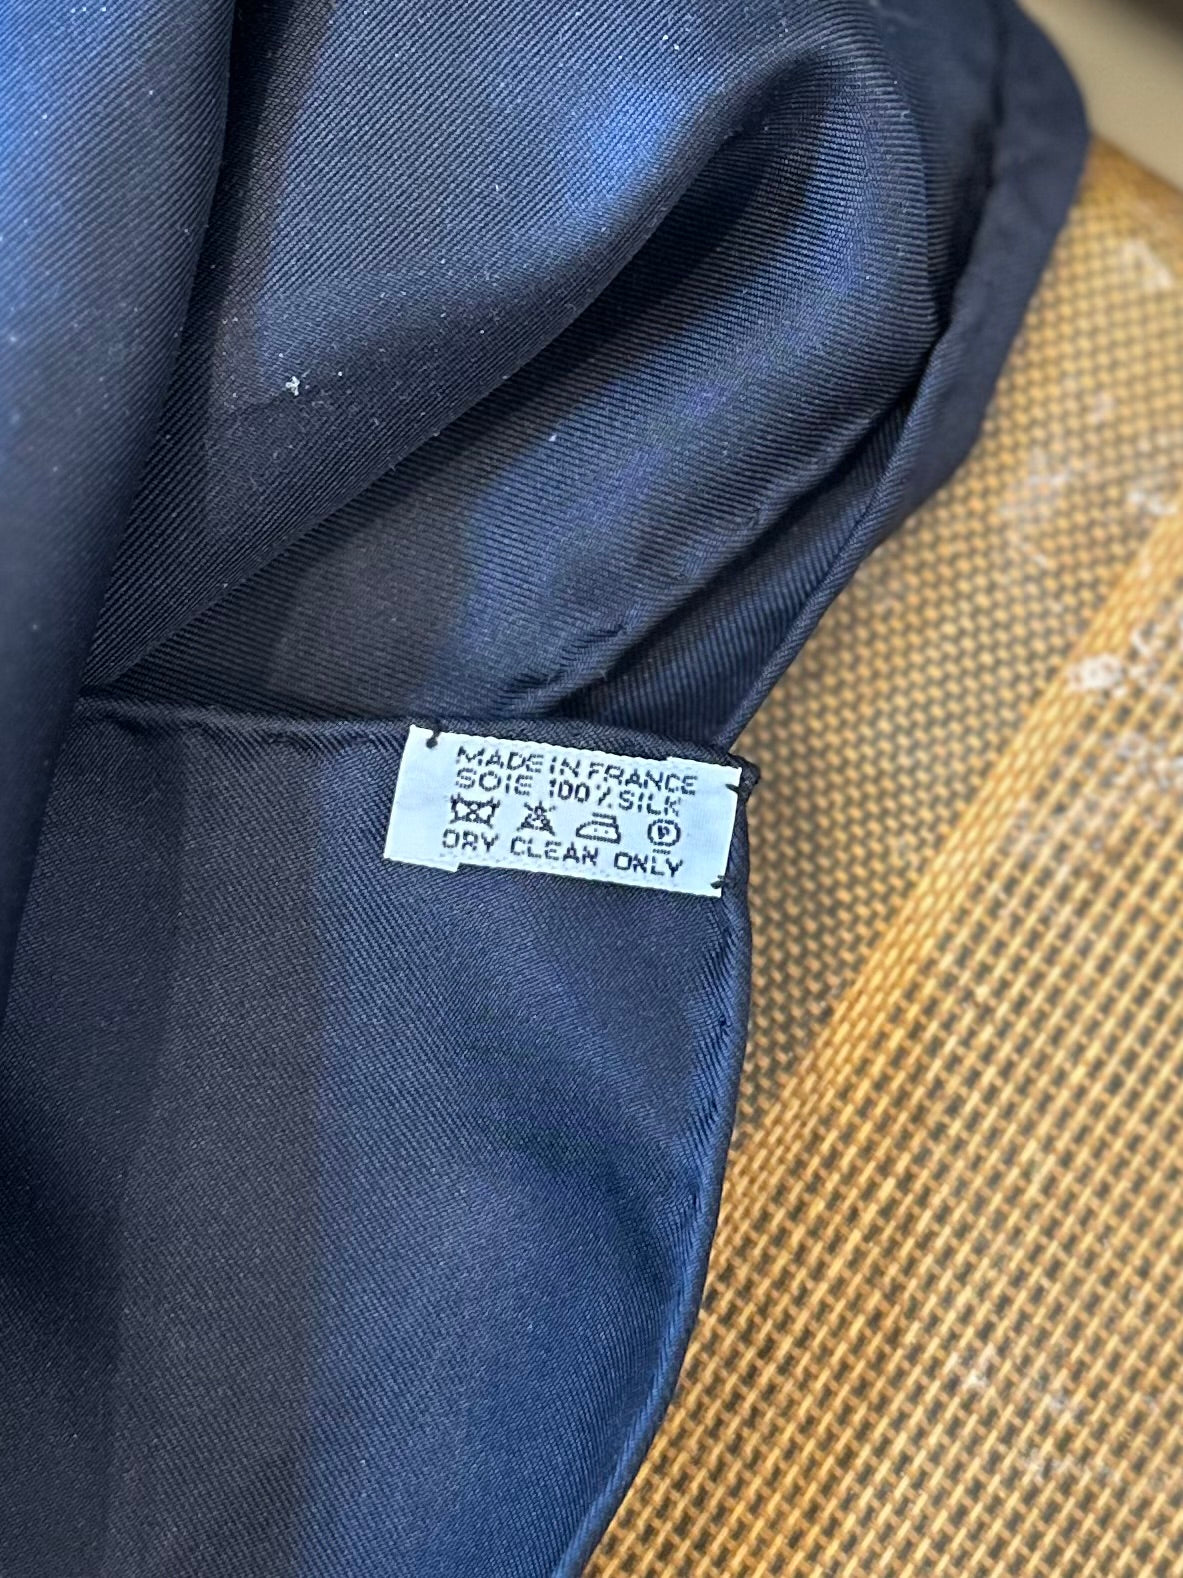 MADE IN FRANCE
SOIE 100% SILK
P
DRY CLEAN ONLY